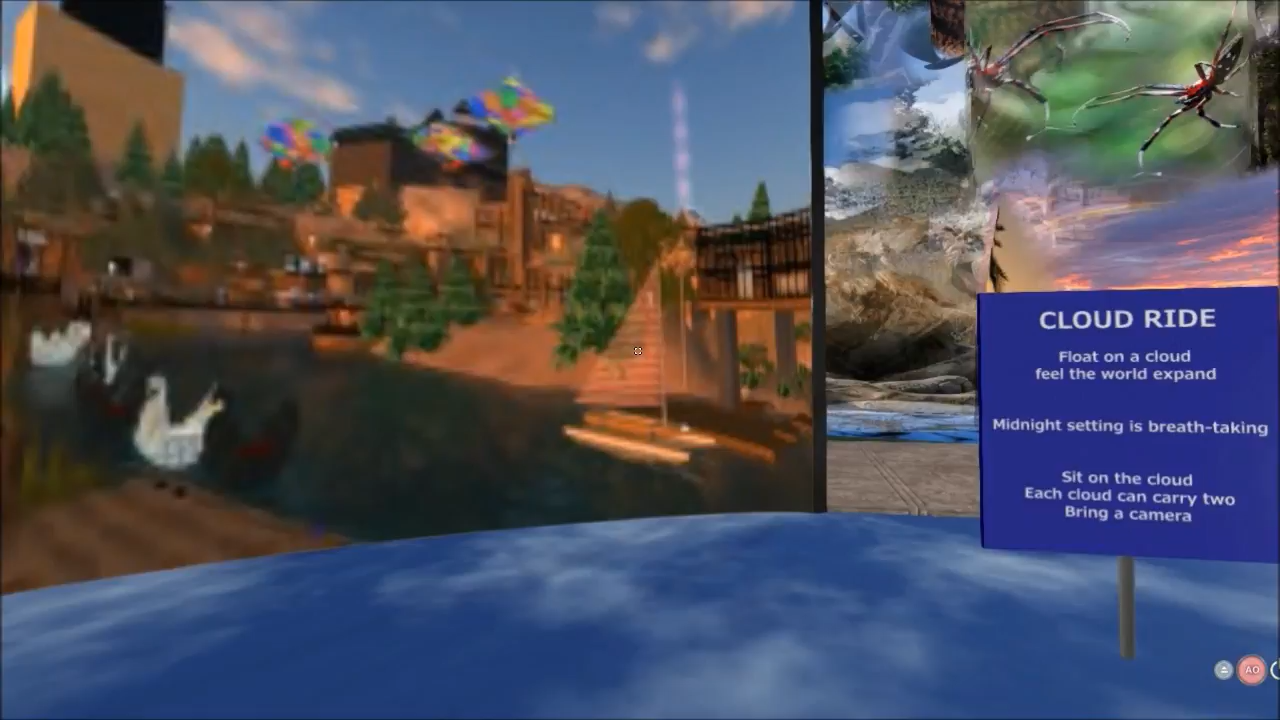 CLOUD RIDE
Float on a cloud
feel the world expand
Midnight setting is breath-taking
Sit on the cloud
Each cloud can carry two
Bring a camera
AO